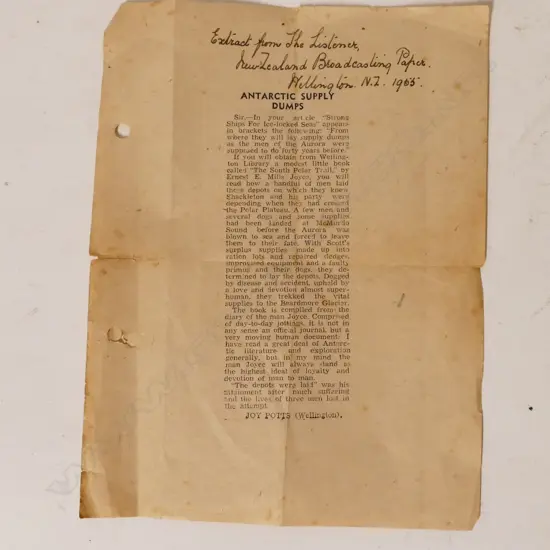 Extract from The Listener,
New Zealand Broadcasting Paper.
Wellington. N.Z. 1955.
ANTARCTIC SUPPLY
DUMPS
Sir,—In your article "Strong
Ships For Ice-locked Seas" appears
in brackets the following: "From
where they will lay supply dumps
as the men of the Aurora were
supposed to do forty years before."
If you will obtain from Welling-
ton Library a modest little book
called "The South Polar Trail," by
Ernest E. Mills Joyce, you will
read how a handful of men laid
these depots on which they knew
Shackleton and his party were
depending when they had crossed
the Polar Plateau. A few men and
several dogs and some supplies
had been landed at McMurdo
Sound before the Aurora was
blown to sea and forced to leave
them to their fate. With Scott's
surplus supplies made up into
ration lots and repaired sledges,
improvised equipment and a faulty
primus and their dogs, they de-
termined to lay the depots. Dogged
by disease and accident, upheld by
a love and devotion almost super-
human, they trekked the vital
supplies to the Beardmore Glacier.
The book is compiled from the
diary of the man Joyce. Comprised
of day-to-day jottings, it is not in
any sense an official journal, but a
very moving human document. I
have read a great deal of Antarc-
tic literature and exploration
generally, but in my mind the
man Joyce will always stand as
the highest ideal of loyalty and
devotion of man to man.
"The depots were laid" was his
statement after much suffering
and the lives of three men lost in
the attempt.
JOY POTTS (Wellington).